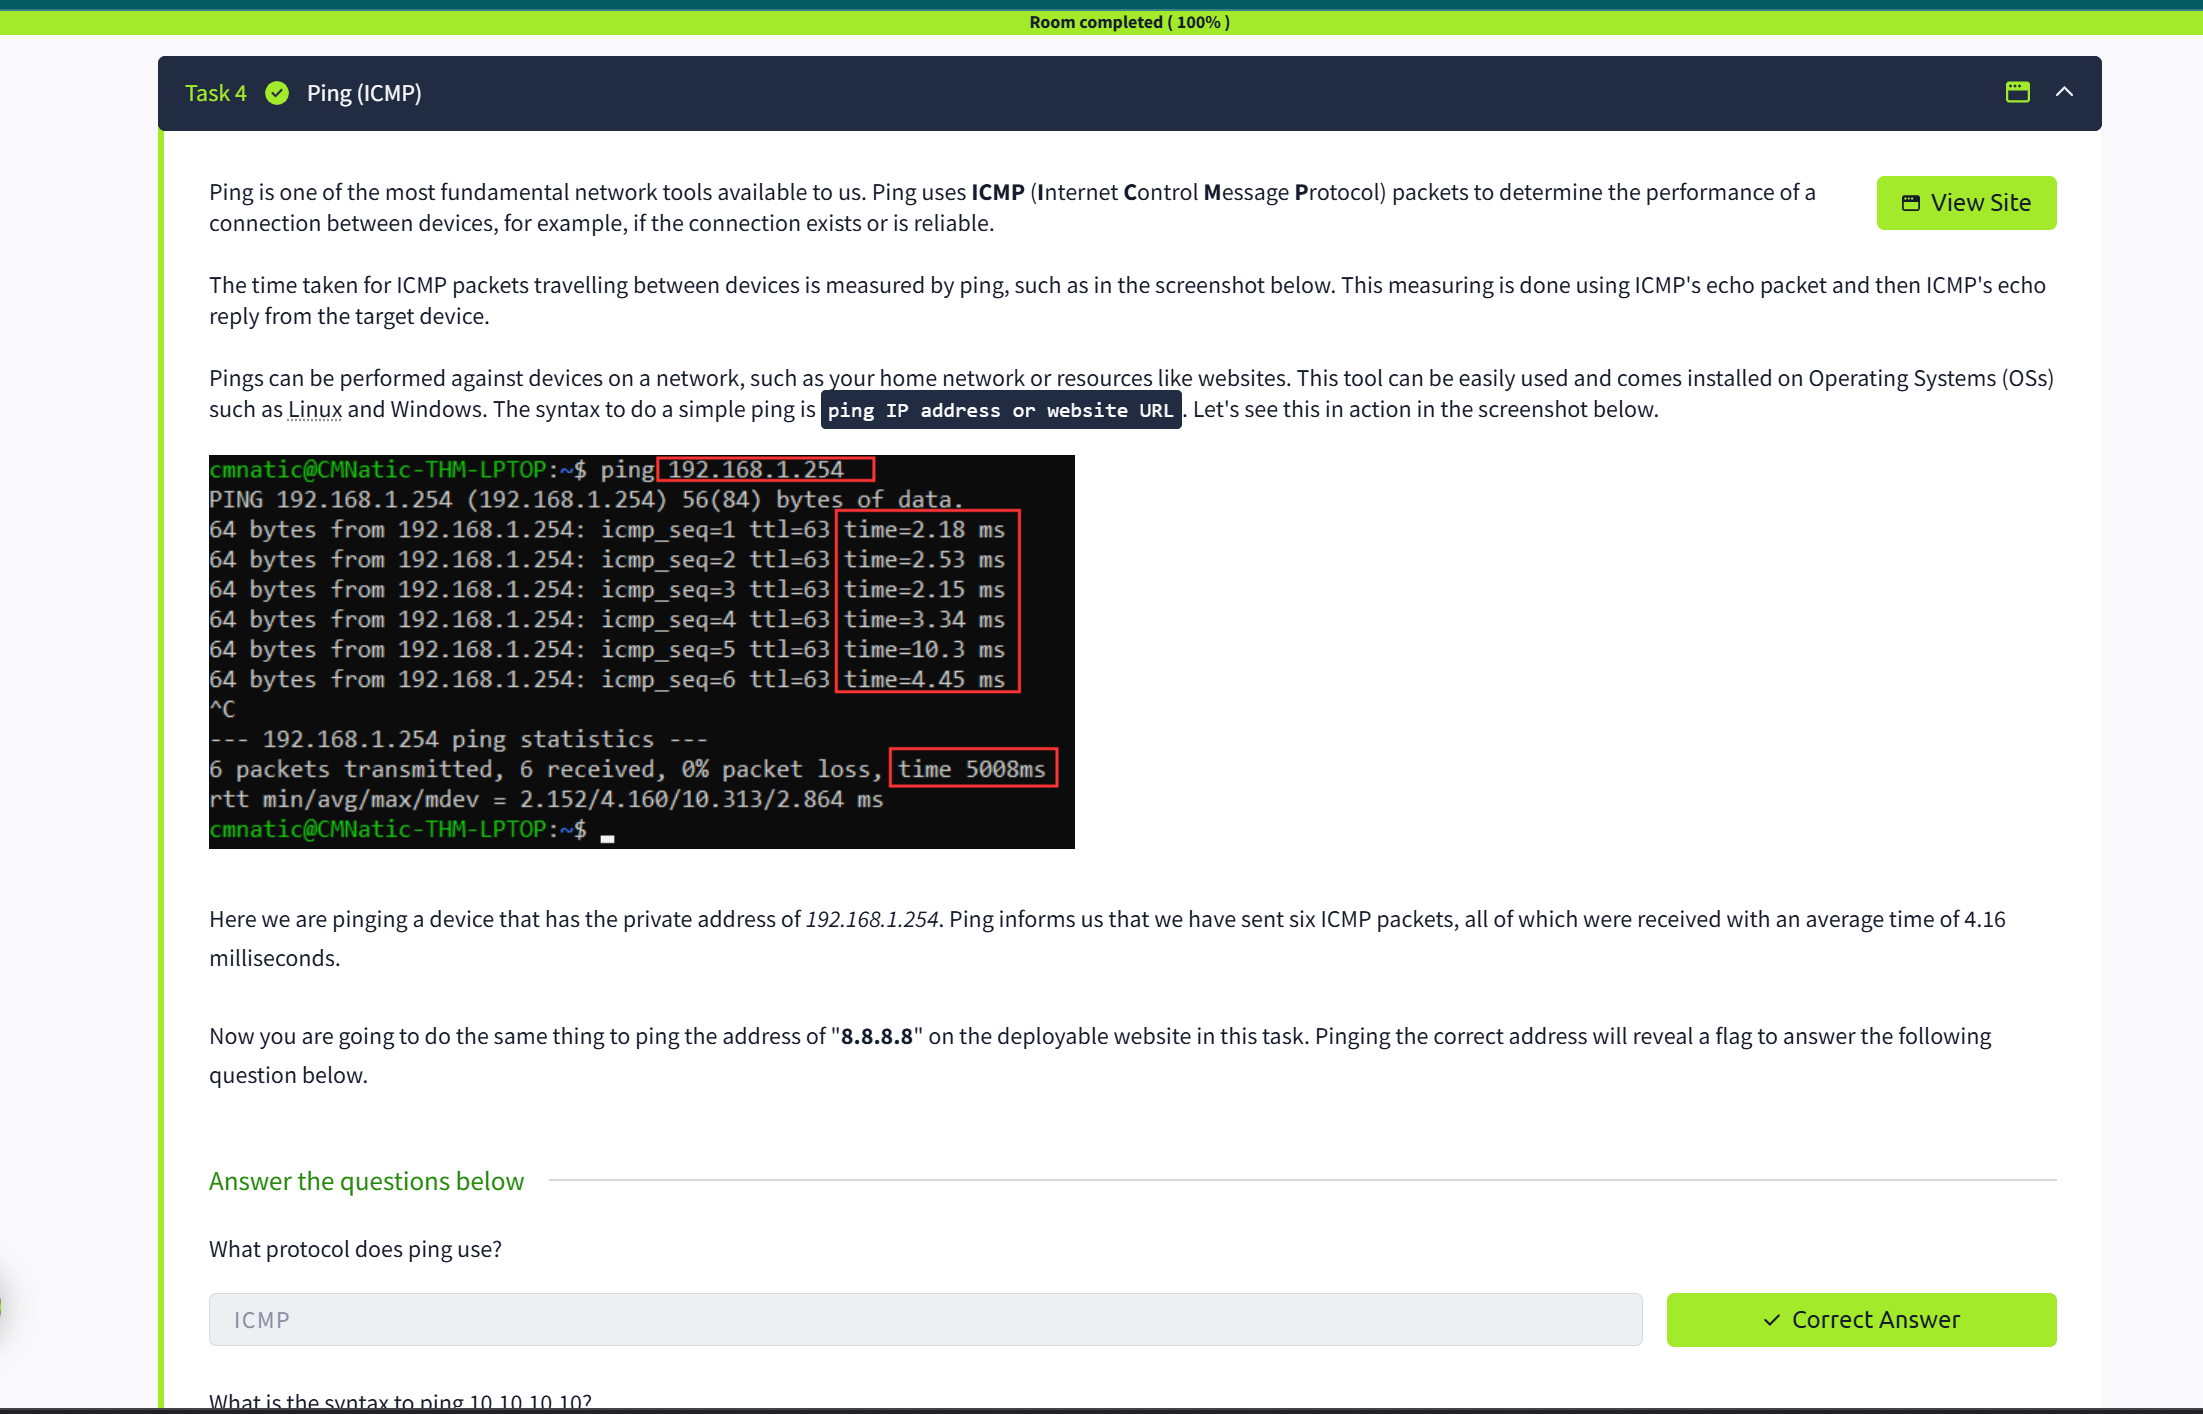 Room completed ( 100% )
Task 4 Ping (ICMP)
Ping is one of the most fundamental network tools available to us. Ping uses ICMP (Internet Control Message Protocol) packets to determine the performance of a
connection between devices, for example, if the connection exists or is reliable.
View Site
The time taken for ICMP packets travelling between devices is measured by ping, such as in the screenshot below. This measuring is done using ICMP's echo packet and then ICMP's echo
reply from the target device.
Pings can be performed against devices on a network, such as your home network or resources like websites. This tool can be easily used and comes installed on Operating Systems (OSs)
such as Linux and Windows. The syntax to do a simple ping is ping IP address or website URL. Let's see this in action in the screenshot below.
cmnatic@CMNatic-THM-LPTOP:~$ ping 192.168.1.254
PING 192.168.1.254 (192.168.1.254) 56(84) bytes of data.
64 bytes from 192.168.1.254: icmp_seq=1 ttl=63 time=2.18 ms
64 bytes from 192.168.1.254: icmp_seq=2 ttl=63 time=2.53 ms
64 bytes from 192.168.1.254: icmp_seq=3 ttl=63 time=2.15 ms
64 bytes from 192.168.1.254: icmp_seq=4 ttl=63 time=3.34 ms
64 bytes from 192.168.1.254: icmp_seq=5 ttl=63 time=10.3 ms
64 bytes from 192.168.1.254: icmp_seq=6 ttl=63 time=4.45 ms
^C
--- 192.168.1.254 ping statistics ---
6 packets transmitted, 6 received, 0% packet loss, time 5008ms
rtt min/avg/max/mdev = 2.152/4.160/10.313/2.864 ms
cmnatic@CMNatic-THM-LPTOP:~$
Here we are pinging a device that has the private address of 192.168.1.254. Ping informs us that we have sent six ICMP packets, all of which were received with an average time of 4.16
milliseconds.
Now you are going to do the same thing to ping the address of "8.8.8.8" on the deployable website in this task. Pinging the correct address will reveal a flag to answer the following
question below.
Answer the questions below
What protocol does ping use?
ICMP
Correct Answer
What is the syntax to ping 10.10.10.10?